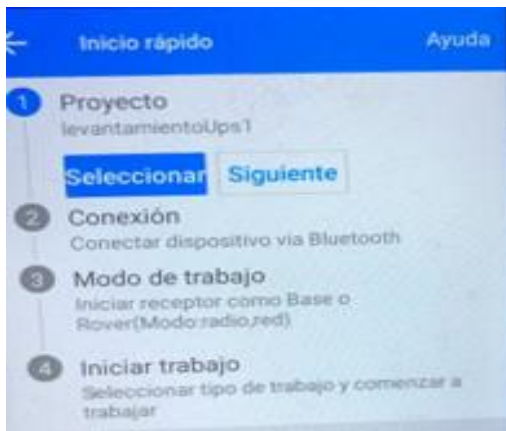 Inicio rápido Ayuda
1 Proyecto
levantamientoUps1
Seleccionar Siguiente
2 Conexión
Conectar dispositivo via Bluetooth
3 Modo de trabajo
Iniciar receptor como Base o
Rover(Modo:radio,red)
4 Iniciar trabajo
Seleccionar tipo de trabajo y comenzar a
trabajar